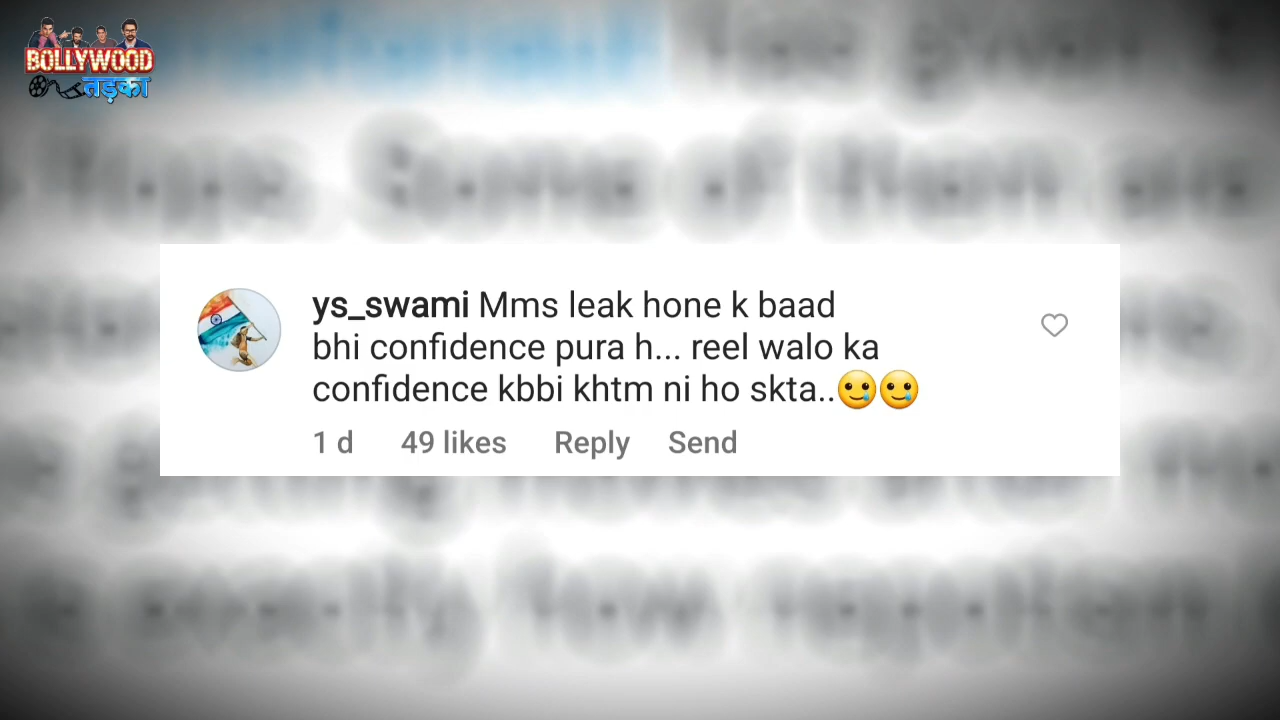 BOLLYWOOD
तड़का
ys_swami Mms leak hone k baad
bhi confidence pura h... reel walo ka
confidence kbbi khtm ni ho skta..🥲🥲
1 d 49 likes Reply Send